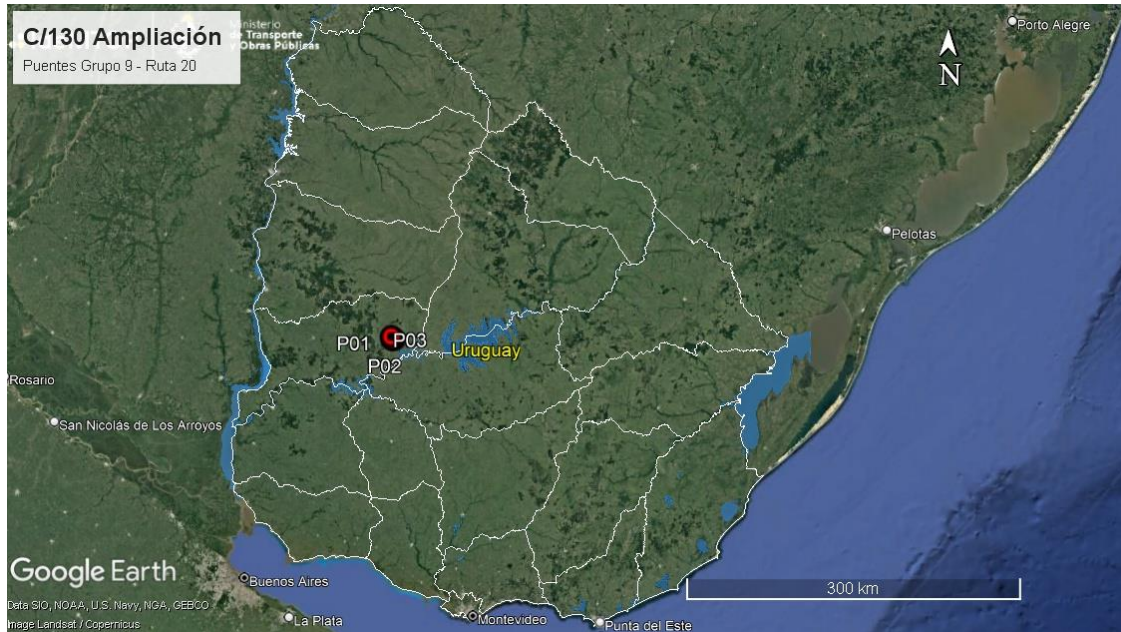 C/130 Ampliación
Puentes Grupo 9 - Ruta 20
Ministerio
de Transporte
y Obras Públicas
N
Porto Alegre
Pelotas
P01
P03
P02
Uruguay
Rosario
San Nicolás de Los Arroyos
Google Earth
Buenos Aires
300 km
Data SIO, NOAA, U.S. Navy, NGA, GEBCO
Image Landsat / Copernicus
La Plata
Montevideo
Punta del Este